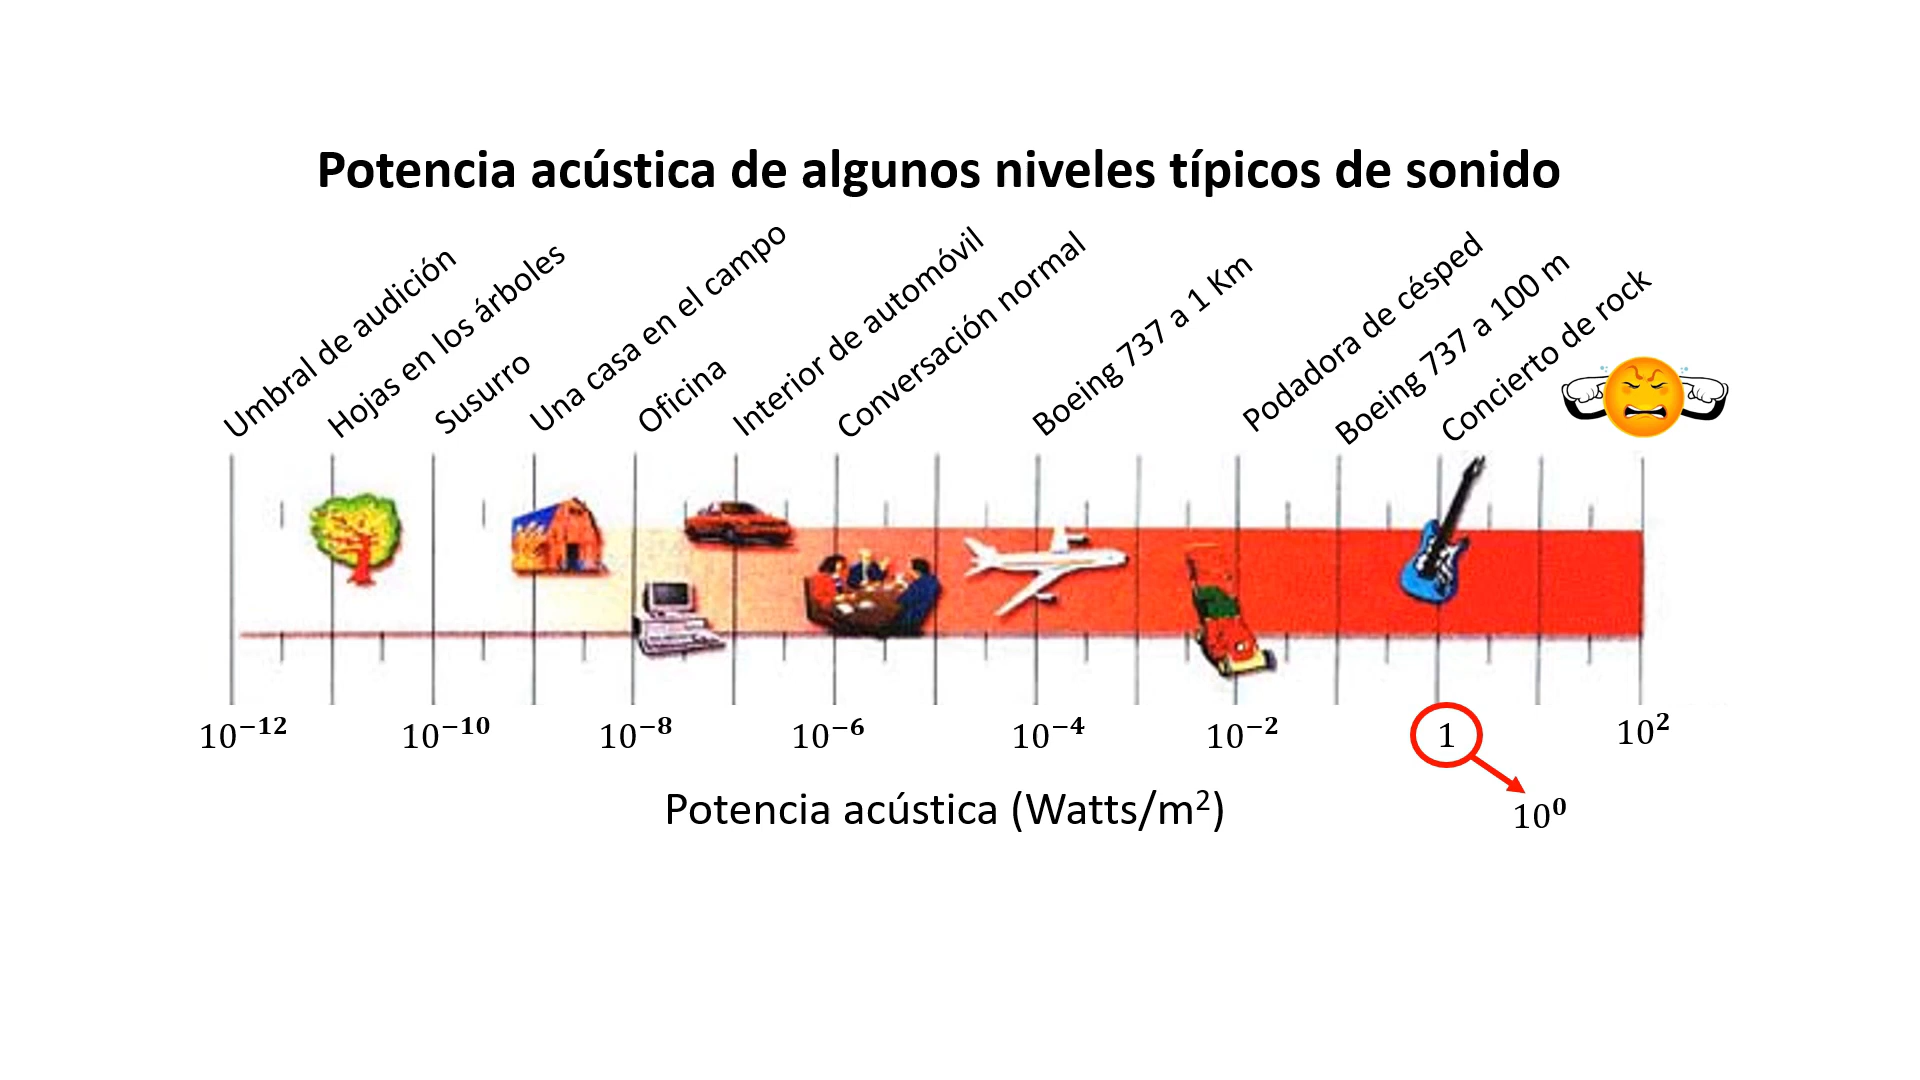 Potencia acústica de algunos niveles típicos de sonido
Umbral de audición
Hojas en los árboles
Susurro
Una casa en el campo
Oficina
Interior de automóvil
Conversación normal
Boeing 737 a 1 Km
Podadora de césped
Boeing 737 a 100 m
Concierto de rock
10⁻¹² 10⁻¹⁰ 10⁻⁸ 10⁻⁶ 10⁻⁴ 10⁻² 1 10²
Potencia acústica (Watts/m²)
10⁰